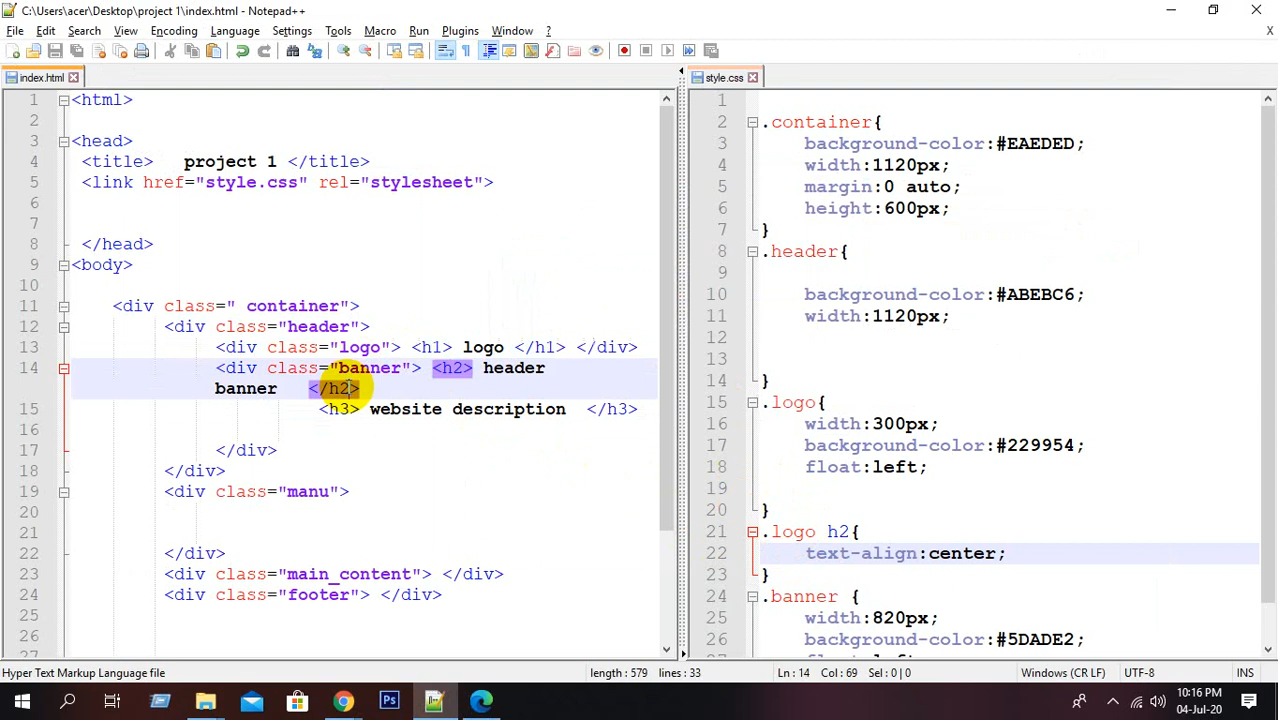 C:\Users\acer\Desktop\project 1\index.html - Notepad++
File Edit Search View Encoding Language Settings Tools Macro Run Plugins Window ? X
index.html
1 <html>
2
3 <head>
4 <title> project 1 </title>
5 <link href="style.css" rel="stylesheet">
6
7
8 </head>
9 <body>
10
11 <div class=" container">
12 <div class="header">
13 <div class="logo"> <h1> logo </h1> </div>
14 <div class="banner"> <h2> header
banner </h2>
15 <h3> website description </h3>
16
17 </div>
18 </div>
19 <div class="manu">
20
21
22 </div>
23 <div class="main_content"> </div>
24 <div class="footer"> </div>
25
26
27
style.css
1
2 .container{
3 background-color:#EAEDED;
4 width:1120px;
5 margin:0 auto;
6 height:600px;
7 }
8 .header{
9
10 background-color:#ABEBC6;
11 width:1120px;
12
13
14 }
15 .logo{
16 width:300px;
17 background-color:#229954;
18 float:left;
19
20 }
21 .logo h2{
22 text-align:center;
23 }
24 .banner {
25 width:820px;
26 background-color:#5DADE2;
27 float:left;
Hyper Text Markup Language file length : 579 lines : 33 Ln : 14 Col : 69 Sel : 0 | 0 Windows (CR LF) UTF-8 INS
Ps
10:16 PM
04-Jul-20